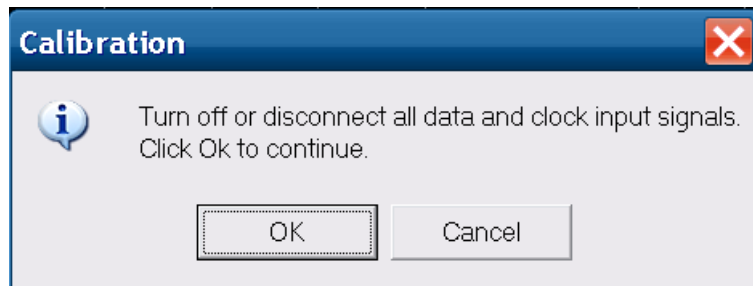 Calibration
Turn off or disconnect all data and clock input signals.
Click Ok to continue.
OK
Cancel